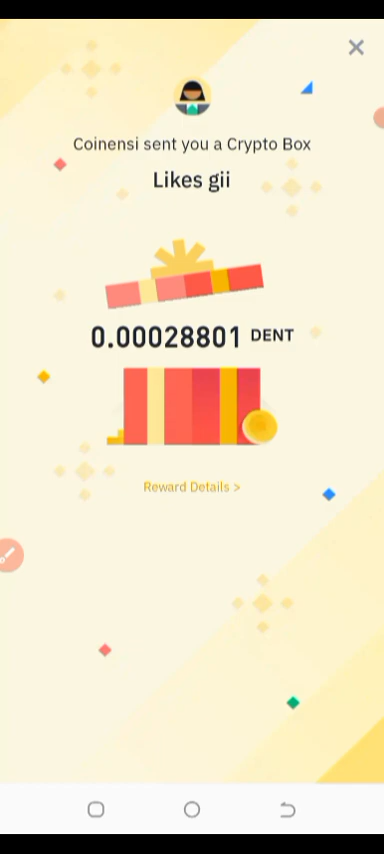 Coinensi sent you a Crypto Box
Likes gii
0.00028801 DENT
Reward Details >